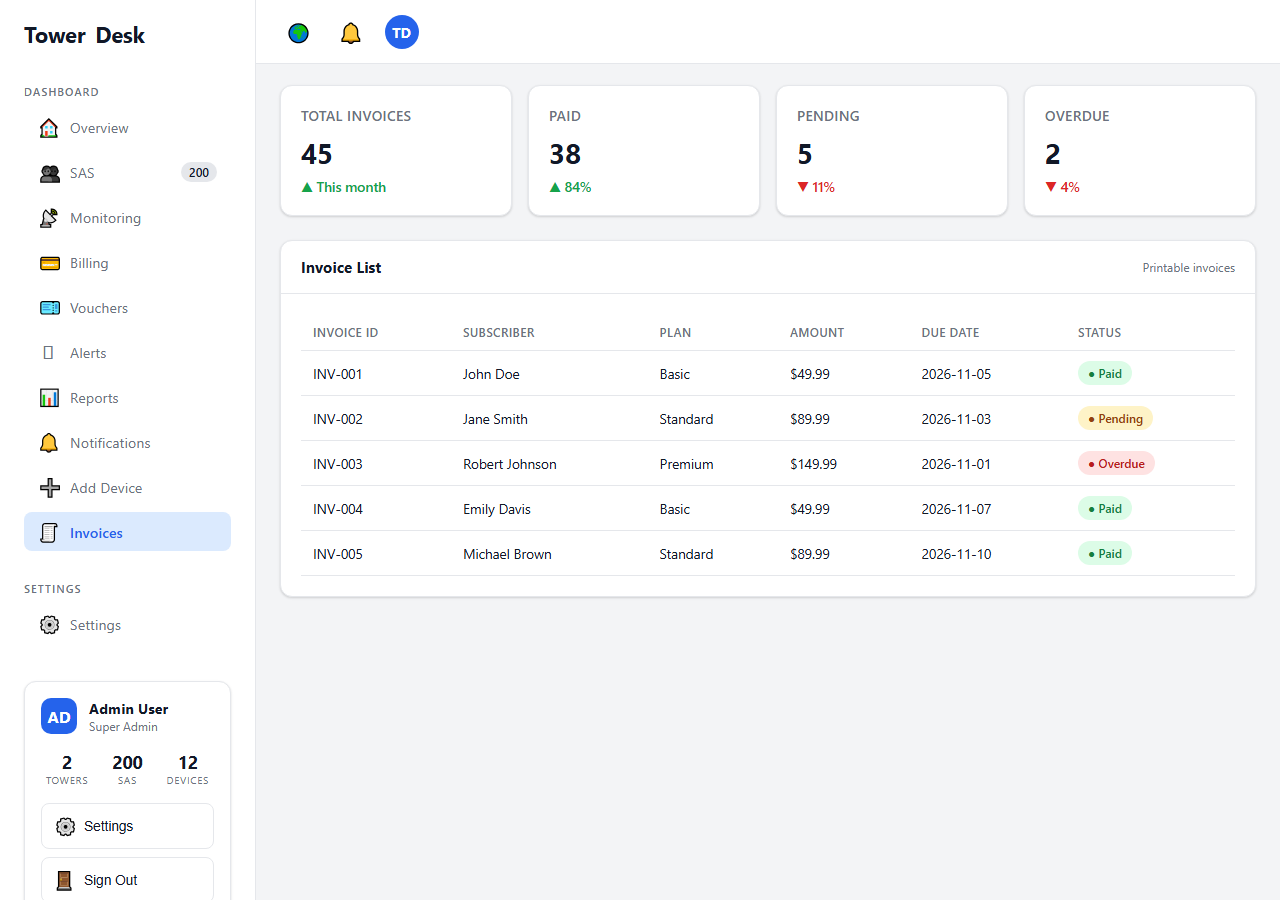 Tower Desk
DASHBOARD
Overview
SAS 200
Monitoring
Billing
Vouchers
Alerts
Reports
Notifications
Add Device
Invoices
SETTINGS
Settings
AD
Admin User
Super Admin
2 200 12
TOWERS SAS DEVICES
Settings
Sign Out
TD
TOTAL INVOICES
45
▲ This month
PAID
38
▲ 84%
PENDING
5
▼ 11%
OVERDUE
2
▼ 4%
Invoice List
Printable invoices
INVOICE ID SUBSCRIBER PLAN AMOUNT DUE DATE STATUS
INV-001 John Doe Basic $49.99 2026-11-05 ● Paid
INV-002 Jane Smith Standard $89.99 2026-11-03 ● Pending
INV-003 Robert Johnson Premium $149.99 2026-11-01 ● Overdue
INV-004 Emily Davis Basic $49.99 2026-11-07 ● Paid
INV-005 Michael Brown Standard $89.99 2026-11-10 ● Paid